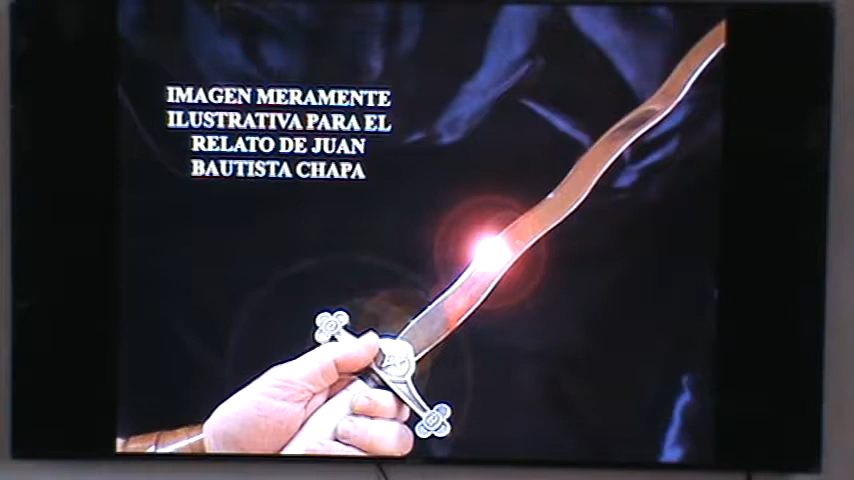 IMAGEN MERAMENTE
ILUSTRATIVA PARA EL
RELATO DE JUAN
BAUTISTA CHAPA